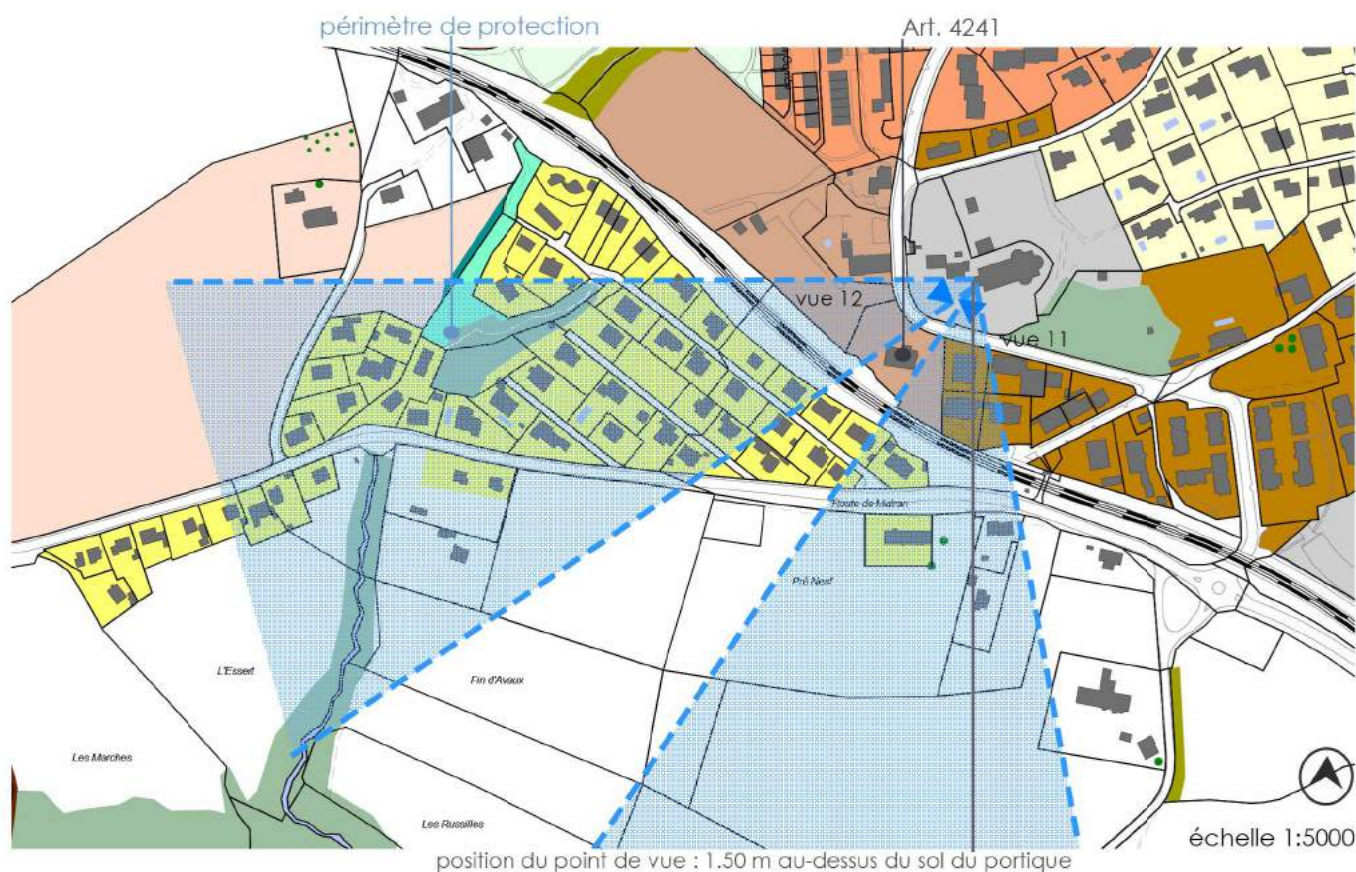 périmètre de protection
Art. 4241
vue 12
vue 11
Route de Matran
Pré Neuf
L'Essert
Fin d'Avaux
Les Marches
Les Russilles
échelle 1:5000
position du point de vue : 1.50 m au-dessus du sol du portique